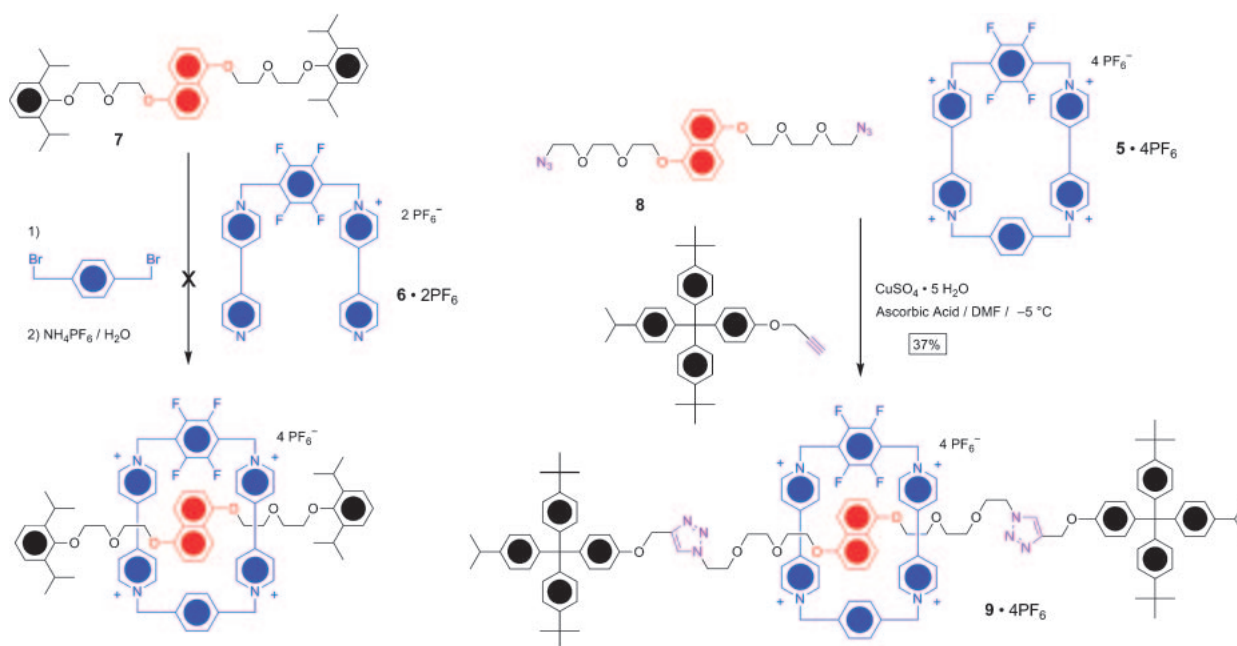 O O O O O O
7
F F
F F
N N + 2 PF₆⁻
1)
Br Br
X
6 • 2PF₆
2) NH₄PF₆ / H₂O
N N
F F 4 PF₆⁻
F F
+ N N +
O O O O O O
+ N N +
N₃ O O O O O O N₃
8
F F 4 PF₆⁻
F F
+ N N +
5 • 4PF₆
+ N N +
O
CuSO₄ • 5 H₂O
Ascorbic Acid / DMF / –5 °C
37%
F F 4 PF₆⁻
F F
+ N N +
O N N N O O O O O O N N N O
+ N N +
9 • 4PF₆